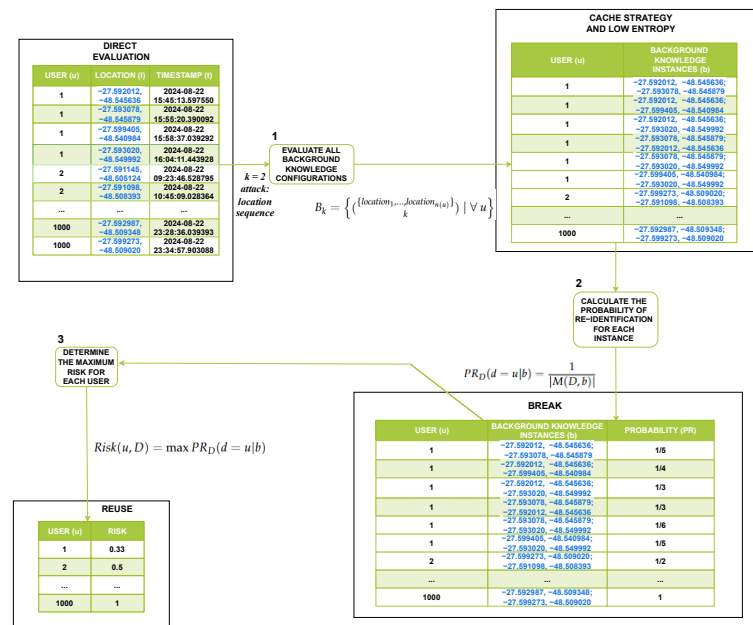 DIRECT
EVALUATION
USER (u) LOCATION (l) TIMESTAMP (t)
1 −27.592012, −48.545636 2024-08-22 15:45:13.597550
1 −27.593078, −48.545879 2024-08-22 15:55:20.390092
1 −27.599405, −48.540984 2024-08-22 15:58:37.039292
1 −27.593020, −48.549992 2024-08-22 16:04:11.443928
2 −27.591145, −48.505124 2024-08-22 09:23:46.528795
2 −27.591098, −48.508393 2024-08-22 10:45:09.028364
... ... ...
1000 −27.592987, −48.509348 2024-08-22 23:28:36.039393
1000 −27.599273, −48.509020 2024-08-22 23:34:57.903088
k = 2
attack:
location
sequence
1
EVALUATE ALL
BACKGROUND
KNOWLEDGE
CONFIGURATIONS
B_k = { ( {location_1,...,location_n(u)} k ) | ∀ u }
CACHE STRATEGY
AND LOW ENTROPY
USER (u) BACKGROUND KNOWLEDGE INSTANCES (b)
1 −27.592012, −48.545636; −27.593078, −48.545879
1 −27.592012, −48.545636; −27.599405, −48.540984
1 −27.592012, −48.545636; −27.593020, −48.549992
1 −27.593078, −48.545879; −27.592012, −48.545636
1 −27.593078, −48.545879; −27.593020, −48.549992
1 −27.599405, −48.540984; −27.593020, −48.549992
2 −27.599273, −48.509020; −27.591098, −48.508393
... ...
1000 −27.592987, −48.509348; −27.599273, −48.509020
2
CALCULATE THE
PROBABILITY OF
RE−IDENTIFICATION
FOR EACH
INSTANCE
PR_D(d = u|b) = 1 / |M(D, b)|
BREAK
USER (u) BACKGROUND KNOWLEDGE INSTANCES (b) PROBABILITY (PR)
1 −27.592012, −48.545636; −27.593078, −48.545879 1/5
1 −27.592012, −48.545636; −27.599405, −48.540984 1/4
1 −27.592012, −48.545636; −27.593020, −48.549992 1/3
1 −27.593078, −48.545879; −27.592012, −48.545636 1/3
1 −27.593078, −48.545879; −27.593020, −48.549992 1/6
1 −27.599405, −48.540984; −27.593020, −48.549992 1/5
2 −27.599273, −48.509020; −27.591098, −48.508393 1/2
... ... ...
1000 −27.592987, −48.509348; −27.599273, −48.509020 1
3
DETERMINE
THE MAXIMUM
RISK FOR
EACH USER
Risk(u, D) = max PR_D(d = u|b)
REUSE
USER (u) RISK
1 0.33
2 0.5
... ...
1000 1